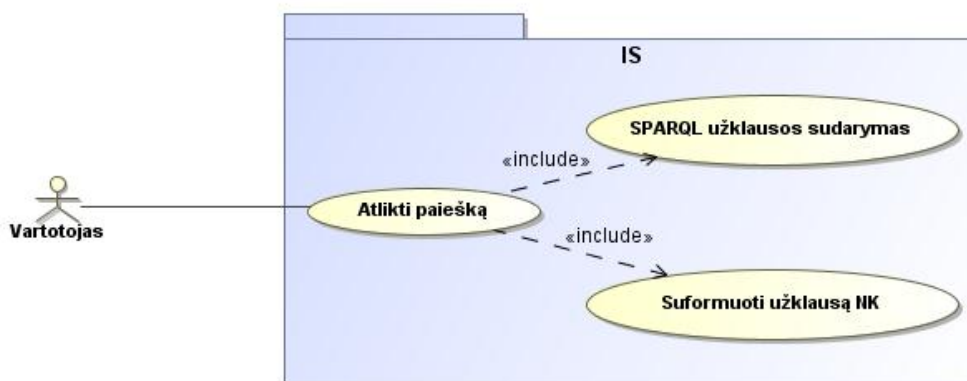 IS
SPARQL užklausos sudarymas
«include»
Atlikti paiešką
Vartotojas
«include»
Suformuoti užklausą NK